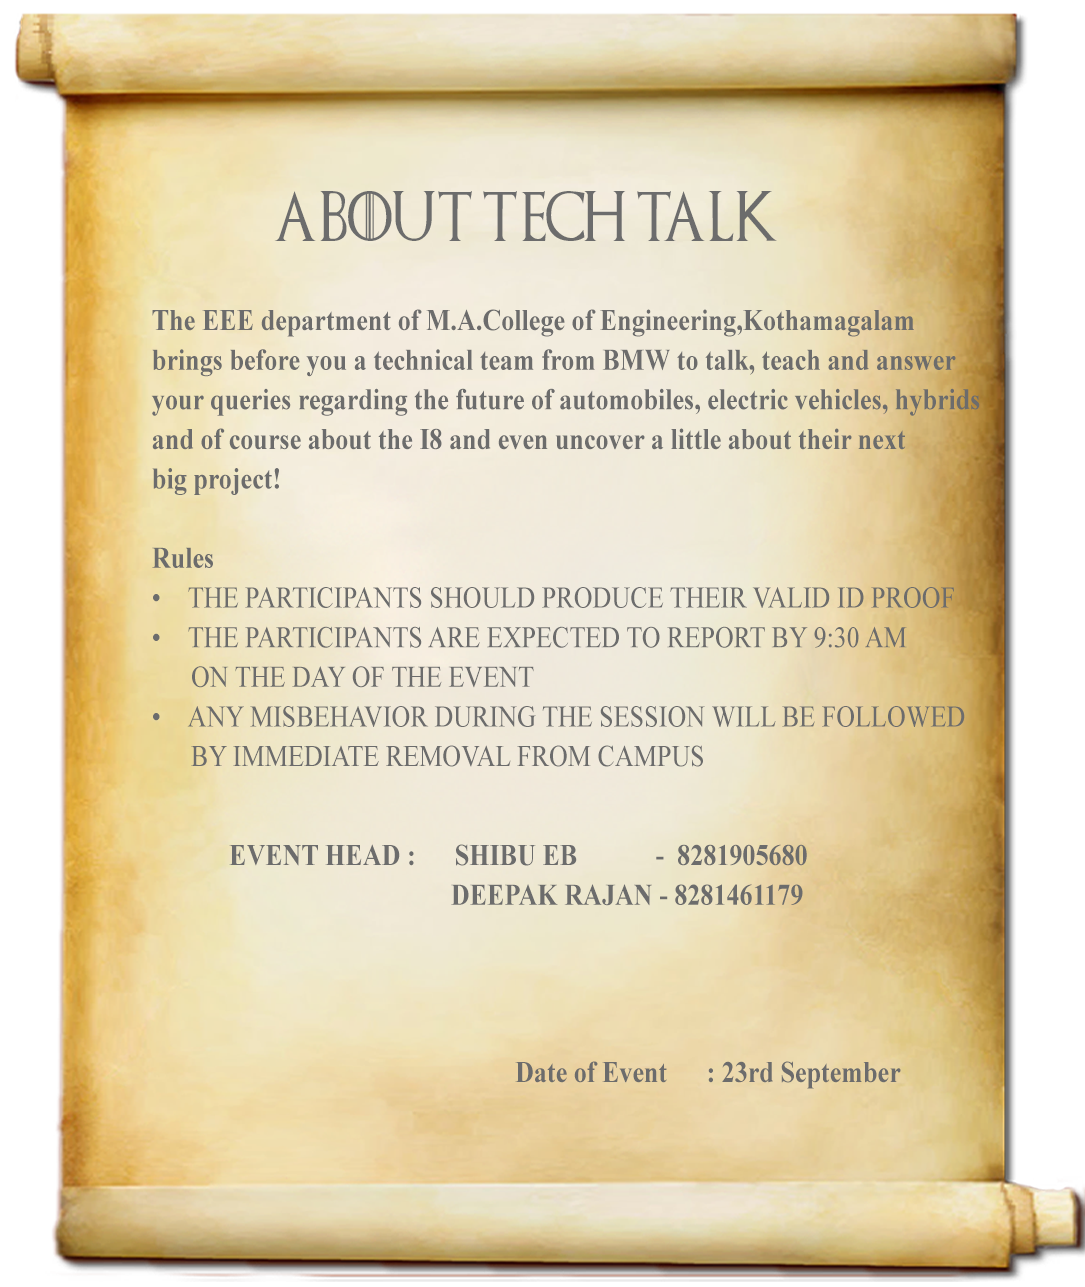 ABOUT TECH TALK
The EEE department of M.A.College of Engineering,Kothamagalam
brings before you a technical team from BMW to talk, teach and answer
your queries regarding the future of automobiles, electric vehicles, hybrids
and of course about the I8 and even uncover a little about their next
big project!
Rules
• THE PARTICIPANTS SHOULD PRODUCE THEIR VALID ID PROOF
• THE PARTICIPANTS ARE EXPECTED TO REPORT BY 9:30 AM
ON THE DAY OF THE EVENT
• ANY MISBEHAVIOR DURING THE SESSION WILL BE FOLLOWED
BY IMMEDIATE REMOVAL FROM CAMPUS
EVENT HEAD : SHIBU EB - 8281905680
DEEPAK RAJAN - 8281461179
Date of Event : 23rd September